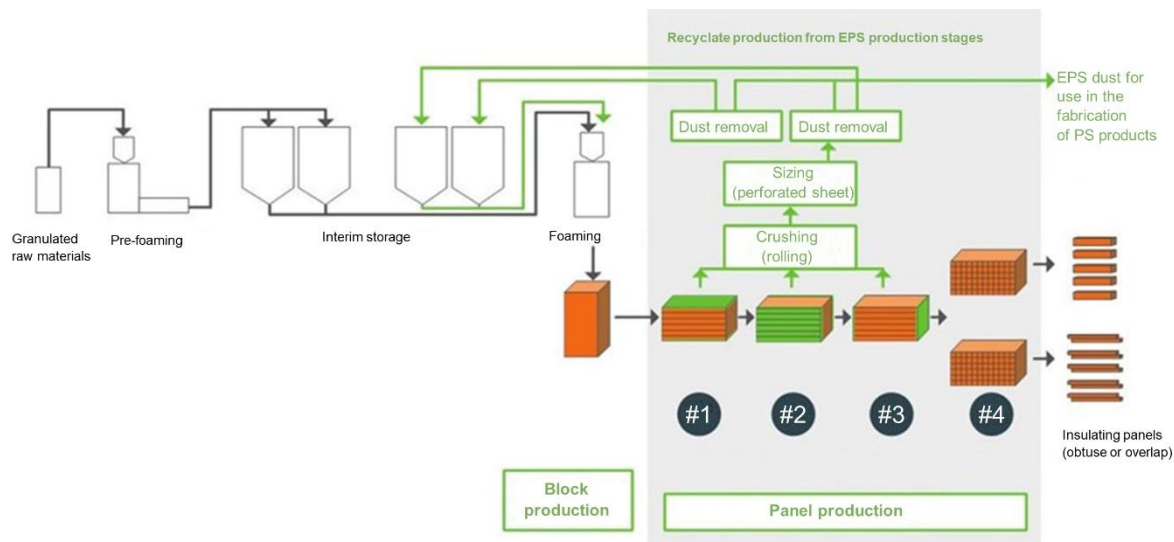 Recyclate production from EPS production stages
EPS dust for
use in the
fabrication
of PS products
Dust removal
Dust removal
Sizing
(perforated sheet)
Crushing
(rolling)
Granulated
raw materials
Pre-foaming
Interim storage
Foaming
#1
#2
#3
#4
Insulating panels
(obtuse or overlap)
Block
production
Panel production